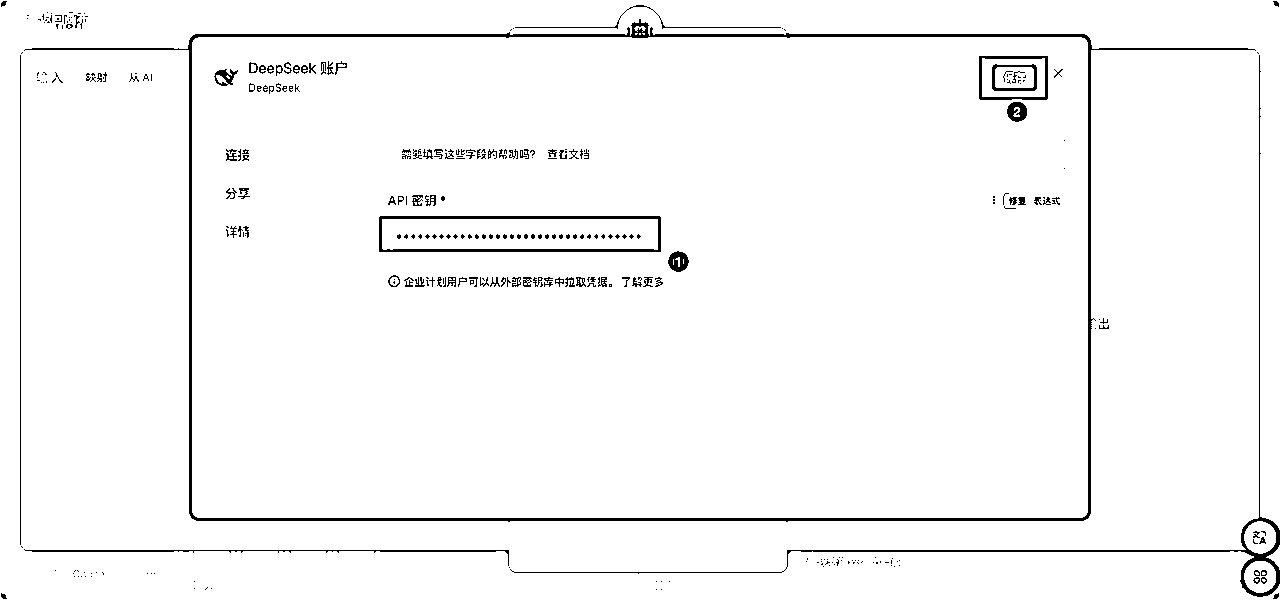 输入 映射 从 AI
DeepSeek 账户
DeepSeek
保存
2
连接
需要填写这些字段的帮助吗? 查看文档
分享
API 密钥 *
修复 表达式
详情
••••••••••••••••••••••••••••••••••
1
企业计划用户可以从外部密钥库中拉取凭据。 了解更多
出